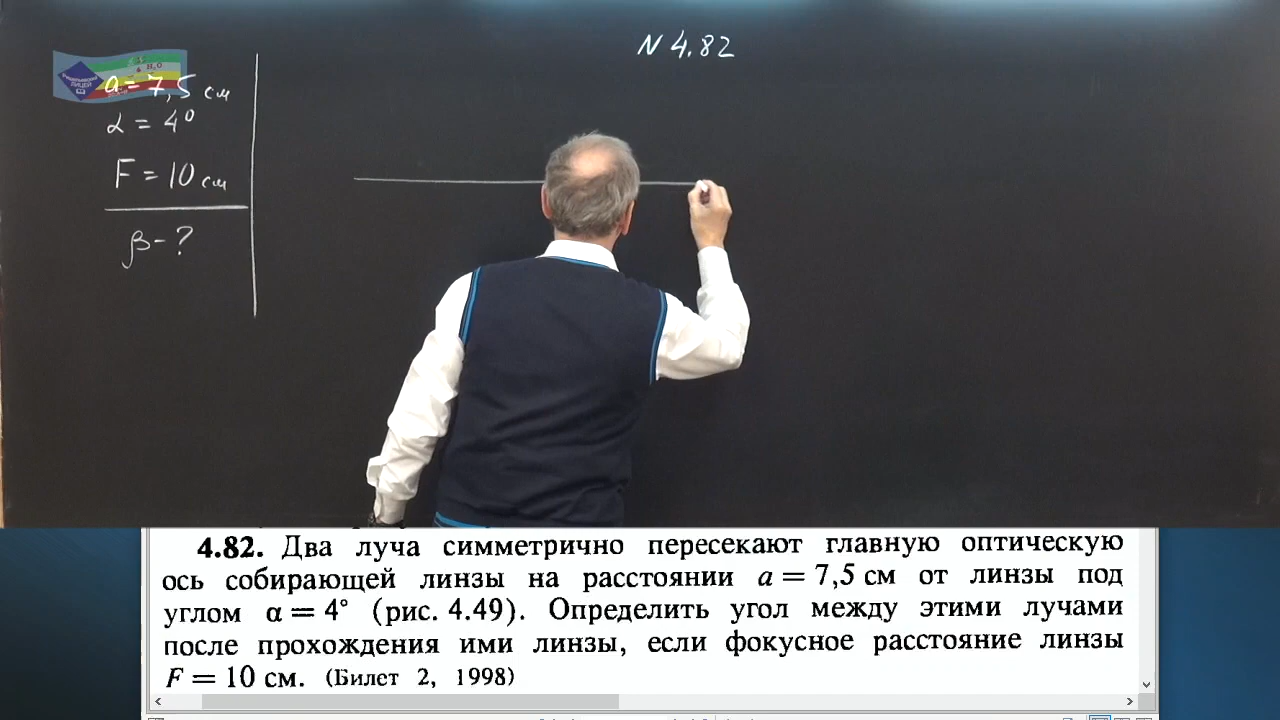 N 4.82
a = 7,5 см
α = 4°
F = 10 см
β - ?
4.82. Два луча симметрично пересекают главную оптическую
ось собирающей линзы на расстоянии a = 7,5 см от линзы под
углом α = 4° (рис. 4.49). Определить угол между этими лучами
после прохождения ими линзы, если фокусное расстояние линзы
F = 10 см. (Билет 2, 1998)